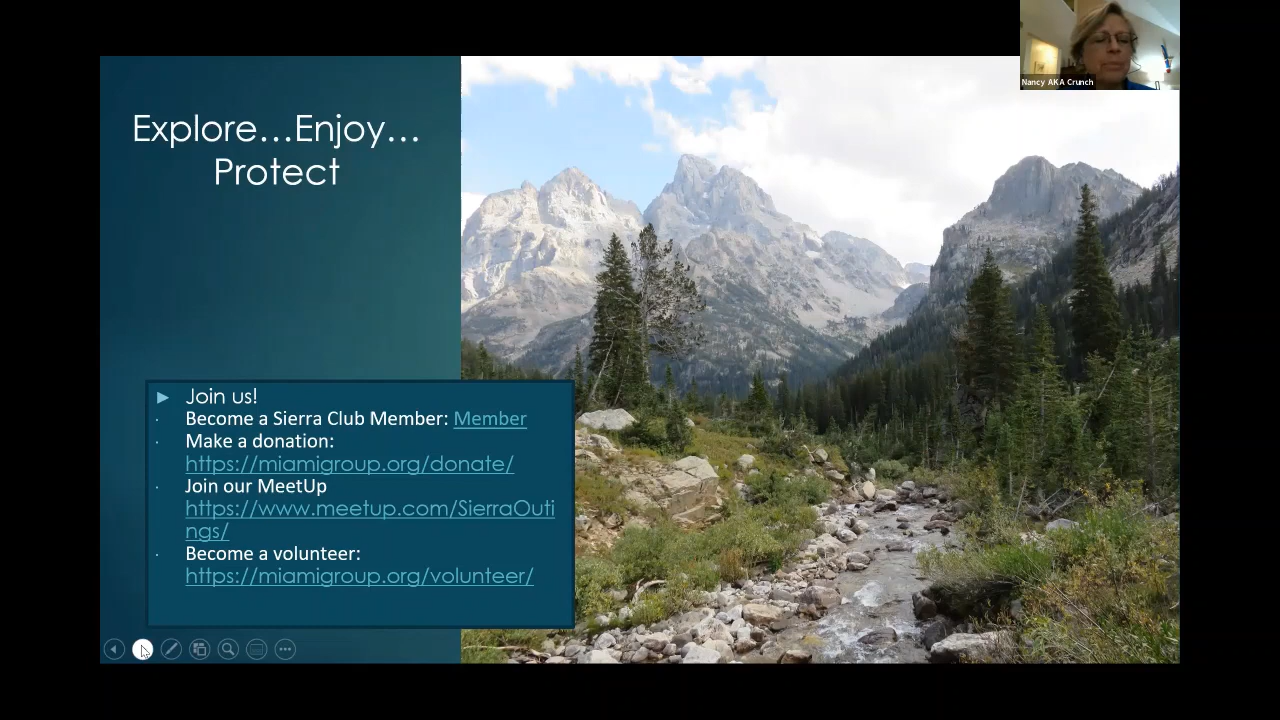 Nancy AKA Crunch
Explore...Enjoy...
Protect
Join us!
Become a Sierra Club Member: Member
Make a donation:
https://miamigroup.org/donate/
Join our MeetUp
https://www.meetup.com/SierraOuti
ngs/
Become a volunteer:
https://miamigroup.org/volunteer/